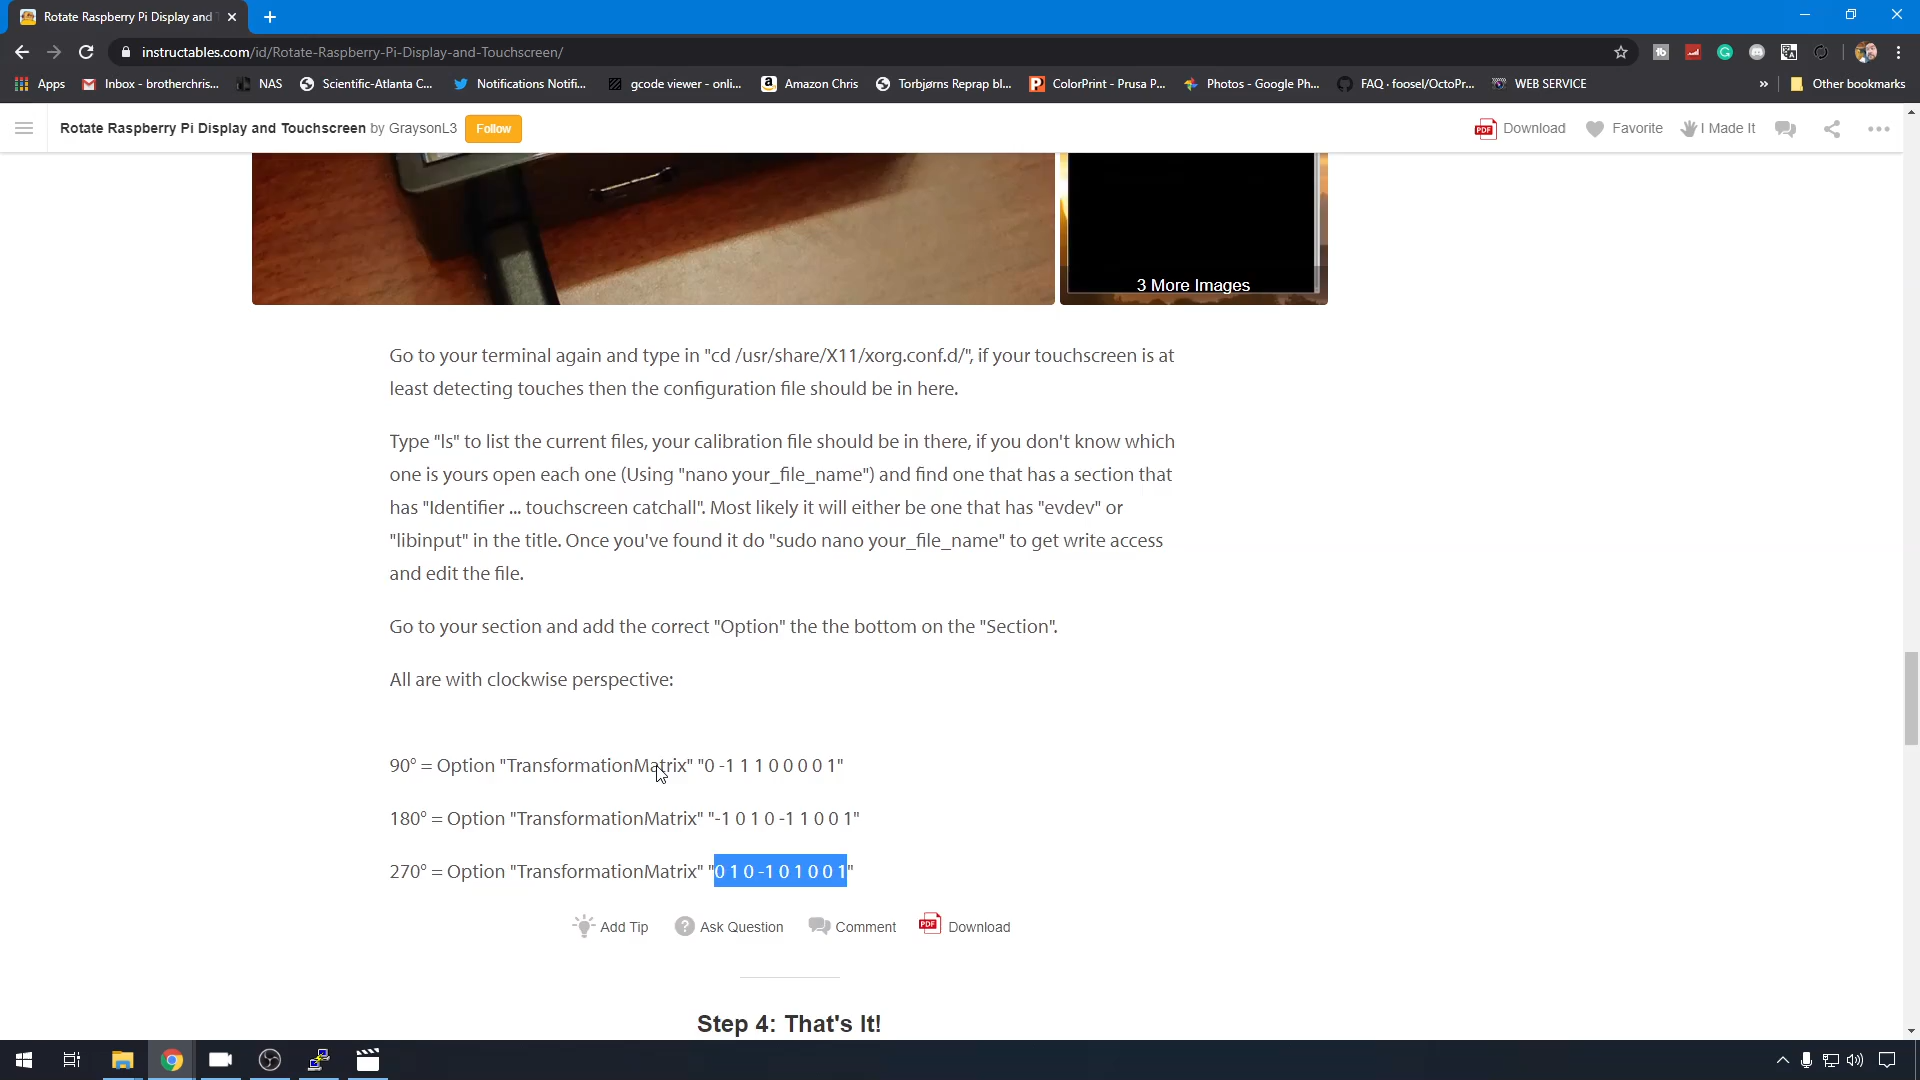 Rotate Raspberry Pi Display and
instructables.com/id/Rotate-Raspberry-Pi-Display-and-Touchscreen/
Apps
Inbox - brotherchris...
NAS
Scientific-Atlanta C...
Notifications Notifi...
gcode viewer - onli...
Amazon Chris
Torbjørns Reprap bl...
ColorPrint - Prusa P...
Photos - Google Ph...
FAQ · foosel/OctoPr...
WEB SERVICE
»
Other bookmarks
Rotate Raspberry Pi Display and Touchscreen by GraysonL3
Follow
PDF Download
Favorite
I Made It
3 More Images
Go to your terminal again and type in "cd /usr/share/X11/xorg.conf.d/", if your touchscreen is at
least detecting touches then the configuration file should be in here.
Type "ls" to list the current files, your calibration file should be in there, if you don't know which
one is yours open each one (Using "nano your_file_name") and find one that has a section that
has "Identifier ... touchscreen catchall". Most likely it will either be one that has "evdev" or
"libinput" in the title. Once you've found it do "sudo nano your_file_name" to get write access
and edit the file.
Go to your section and add the correct "Option" the the bottom on the "Section".
All are with clockwise perspective:
90° = Option "TransformationMatrix" "0 -1 1 1 0 0 0 0 1"
180° = Option "TransformationMatrix" "-1 0 1 0 -1 1 0 0 1"
270° = Option "TransformationMatrix" "0 1 0 -1 0 1 0 0 1"
Add Tip
? Ask Question
Comment
PDF Download
Step 4: That's It!